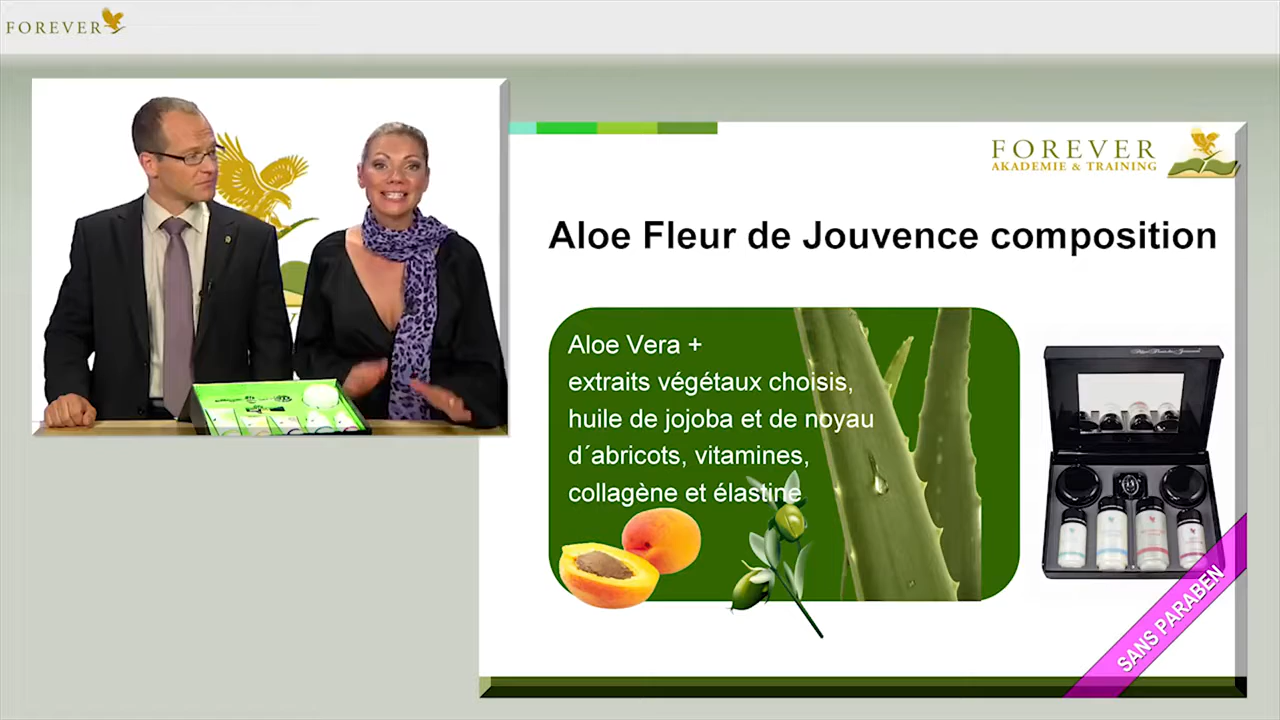 FOREVER
FOREVER
AKADEMIE & TRAINING
Aloe Fleur de Jouvence composition
Aloe Vera +
extraits végétaux choisis,
huile de jojoba et de noyau
d´abricots, vitamines,
collagène et élastine
SANS PARABEN